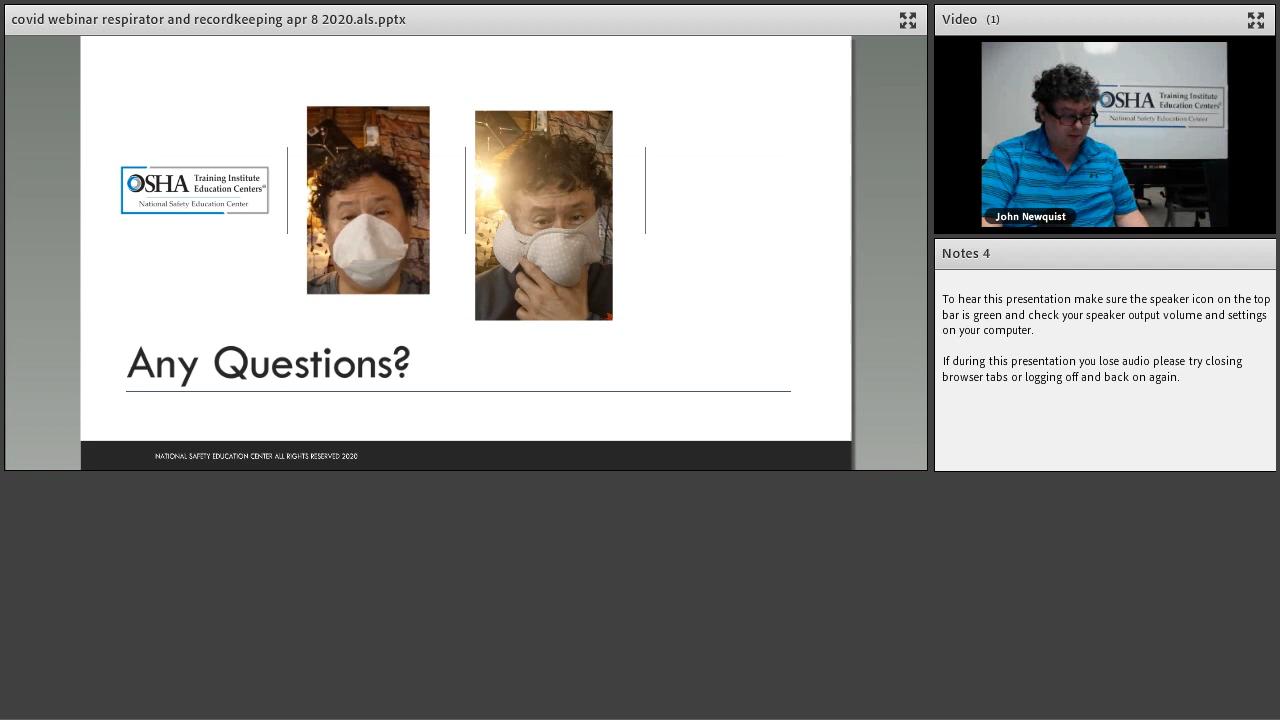 covid webinar respirator and recordkeeping apr 8 2020.als.pptx
OSHA Training Institute
Education Centers®
National Safety Education Center
Any Questions?
NATIONAL SAFETY EDUCATION CENTER ALL RIGHTS RESERVED 2020
Video (1)
OSHA Training Institute
Education Centers®
National Safety Education Center
John Newquist
Notes 4
To hear this presentation make sure the speaker icon on the top
bar is green and check your speaker output volume and settings
on your computer.
If during this presentation you lose audio please try closing
browser tabs or logging off and back on again.